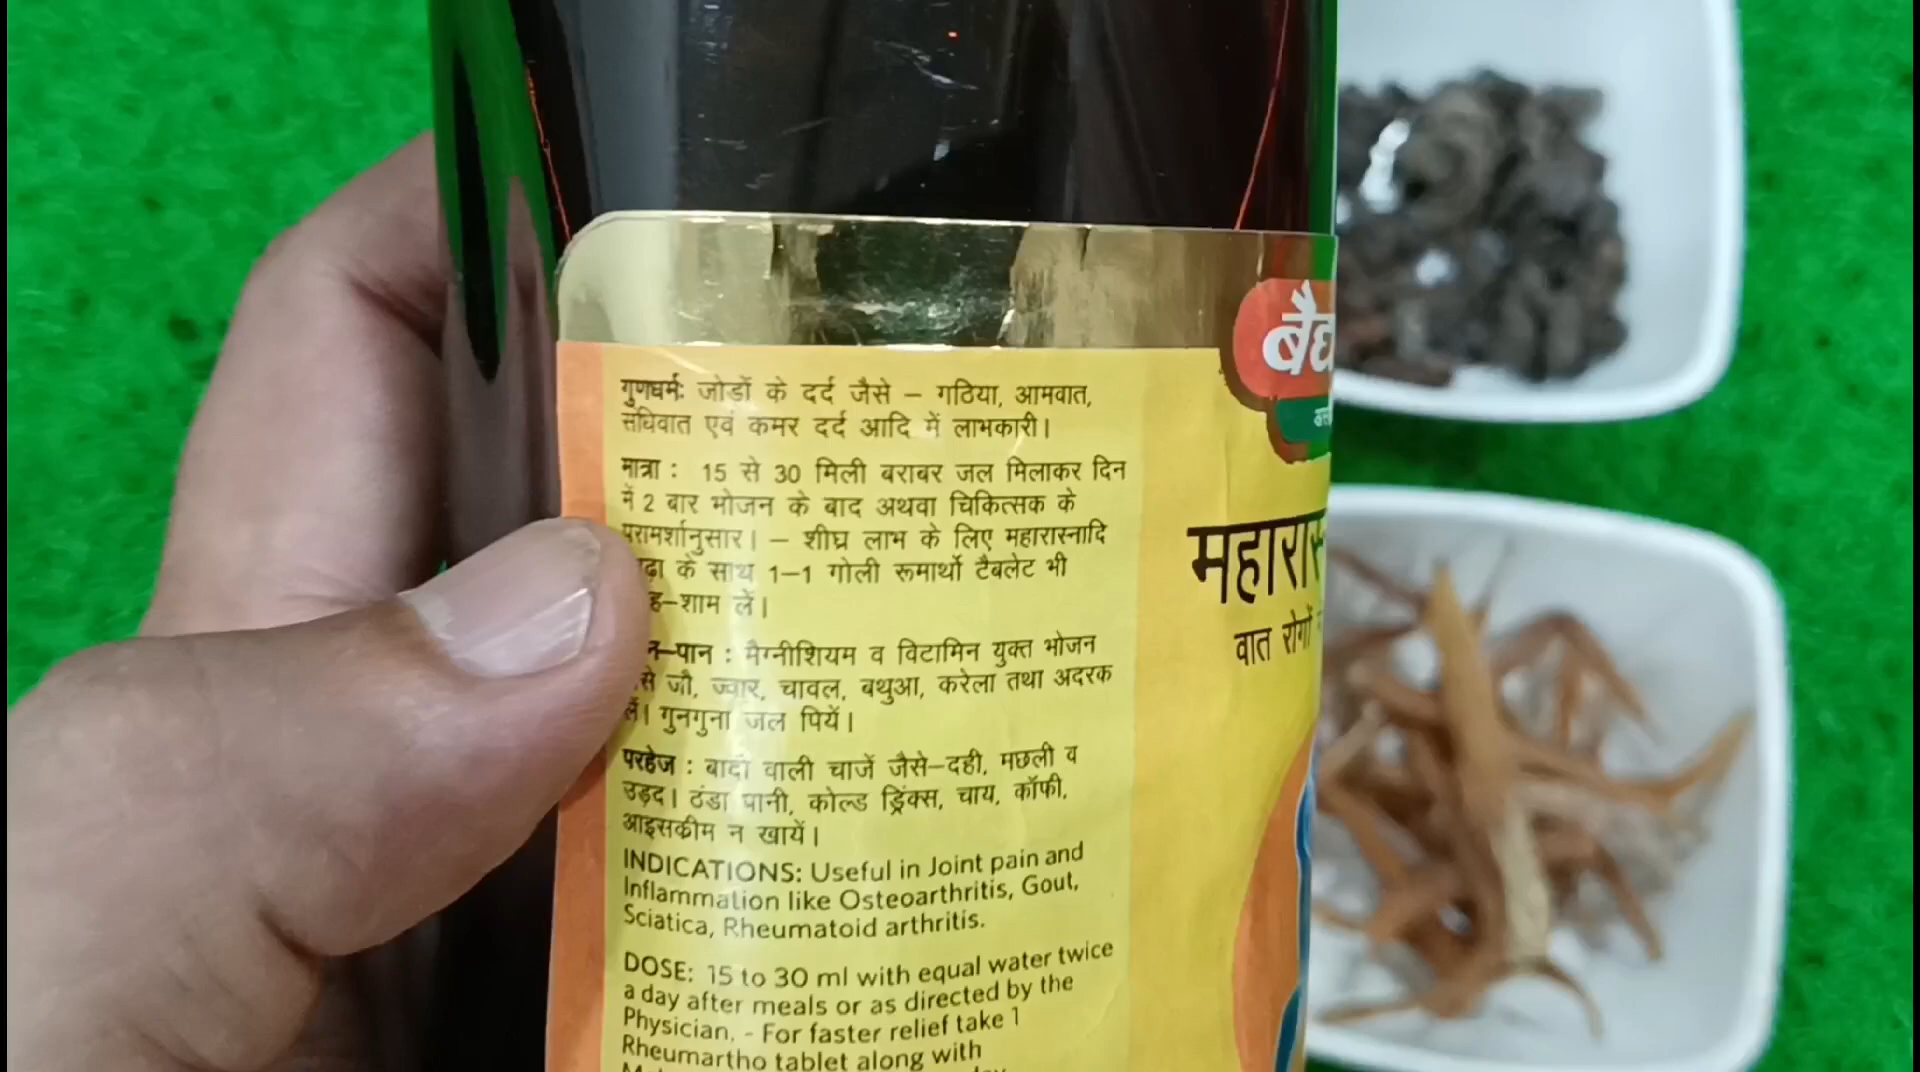 गुणधर्म: जोडों के दर्द जैसे – गठिया, आमवात,
संधिवात एवं कमर दर्द आदि में लाभकारी।
मात्रा : 15 से 30 मिली बराबर जल मिलाकर दिन
में 2 बार भोजन के बाद अथवा चिकित्सक के
परामर्शानुसार। – शीघ्र लाभ के लिए महारास्नादि
के साथ 1–1 गोली रूमार्थो टैबलेट भी
–शाम लें।
–पान : मैग्नीशियम व विटामिन युक्त भोजन
जौ, ज्वार, चावल, बथुआ, करेला तथा अदरक
लें। गुनगुना जल पियें।
परहेज : बादी वाली चीजें जैसे–दही, मछली व
उड़द। ठंडा पानी, कोल्ड ड्रिंक्स, चाय, कॉफी,
आइसक्रीम न खायें।
INDICATIONS: Useful in Joint pain and
Inflammation like Osteoarthritis, Gout,
Sciatica, Rheumatoid arthritis.
DOSE: 15 to 30 ml with equal water twice
a day after meals or as directed by the
Physician. - For faster relief take 1
Rheumartho tablet along with
बैद्य
महारास्
वात रोगों